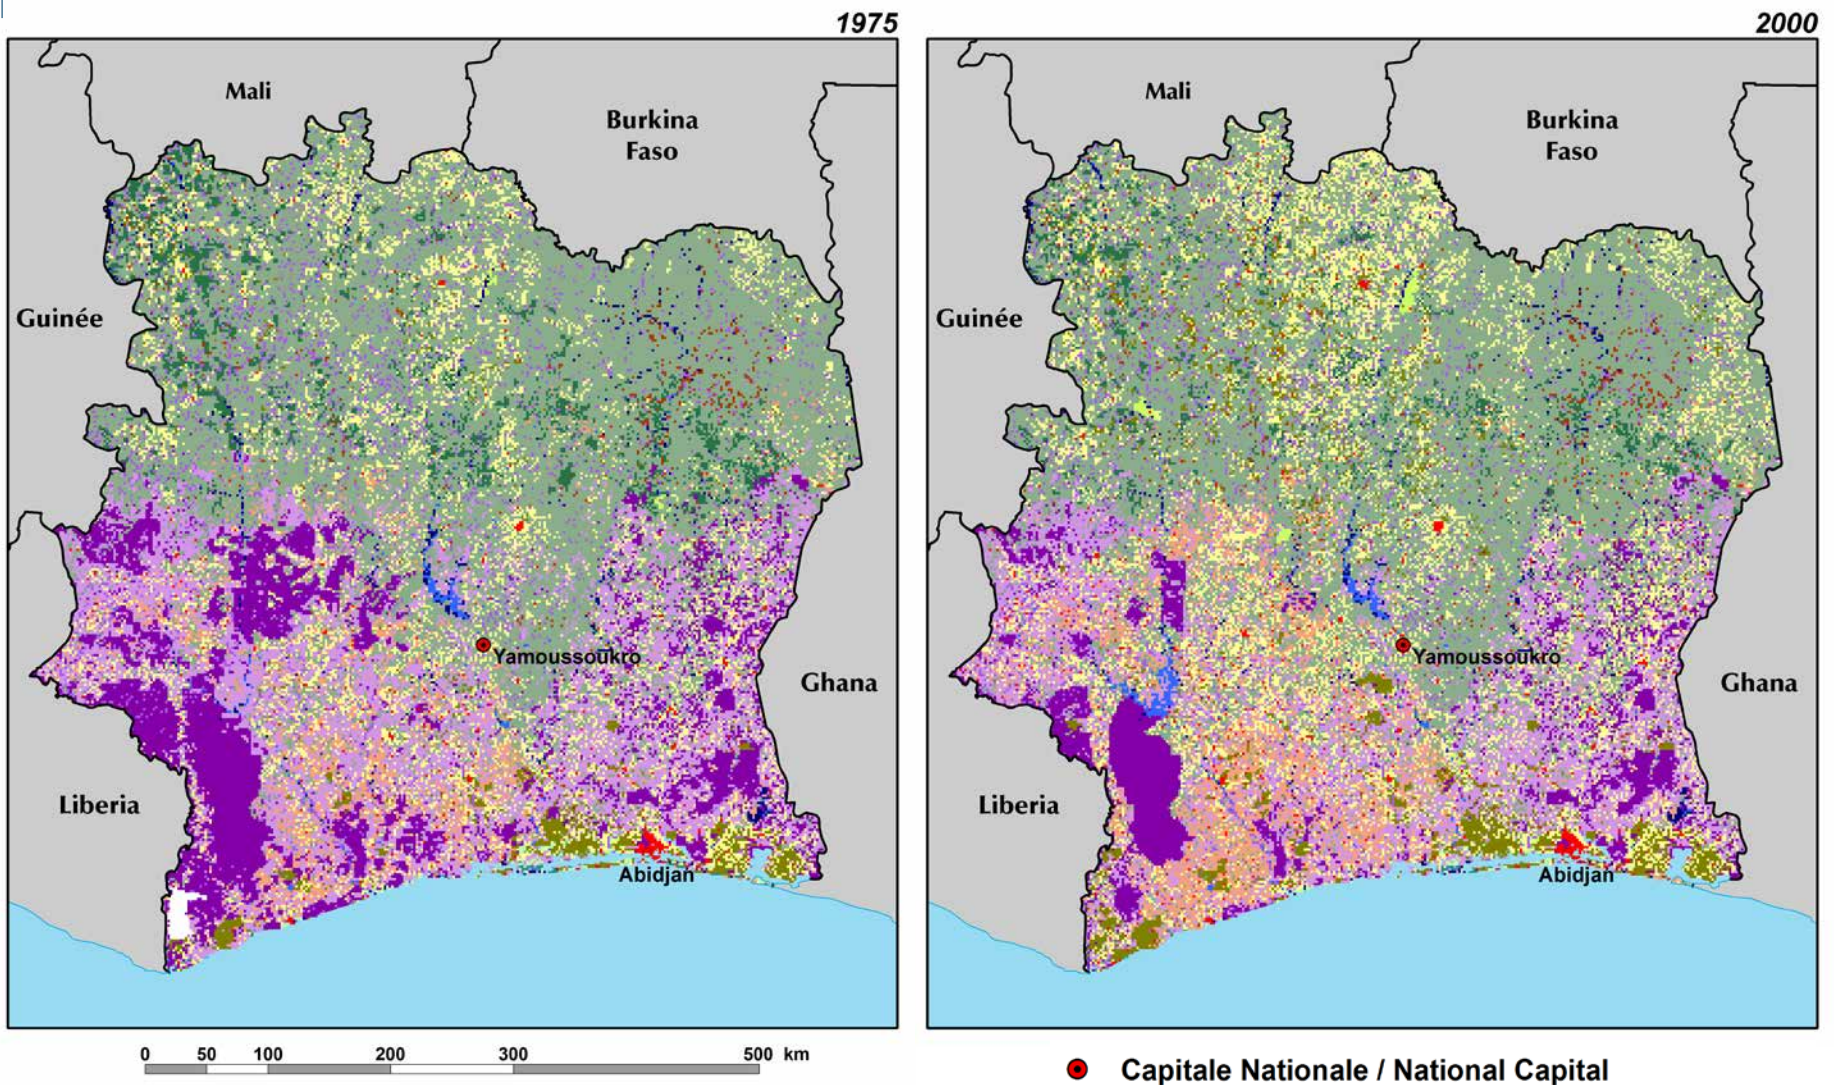 1975
2000
Mali
Burkina
Faso
Guinée
Yamoussoukro
Ghana
Liberia
Abidjan
Mali
Burkina
Faso
Guinée
Yamoussoukro
Ghana
Liberia
Abidjan
0 50 100 200 300 500 km
Capitale Nationale / National Capital